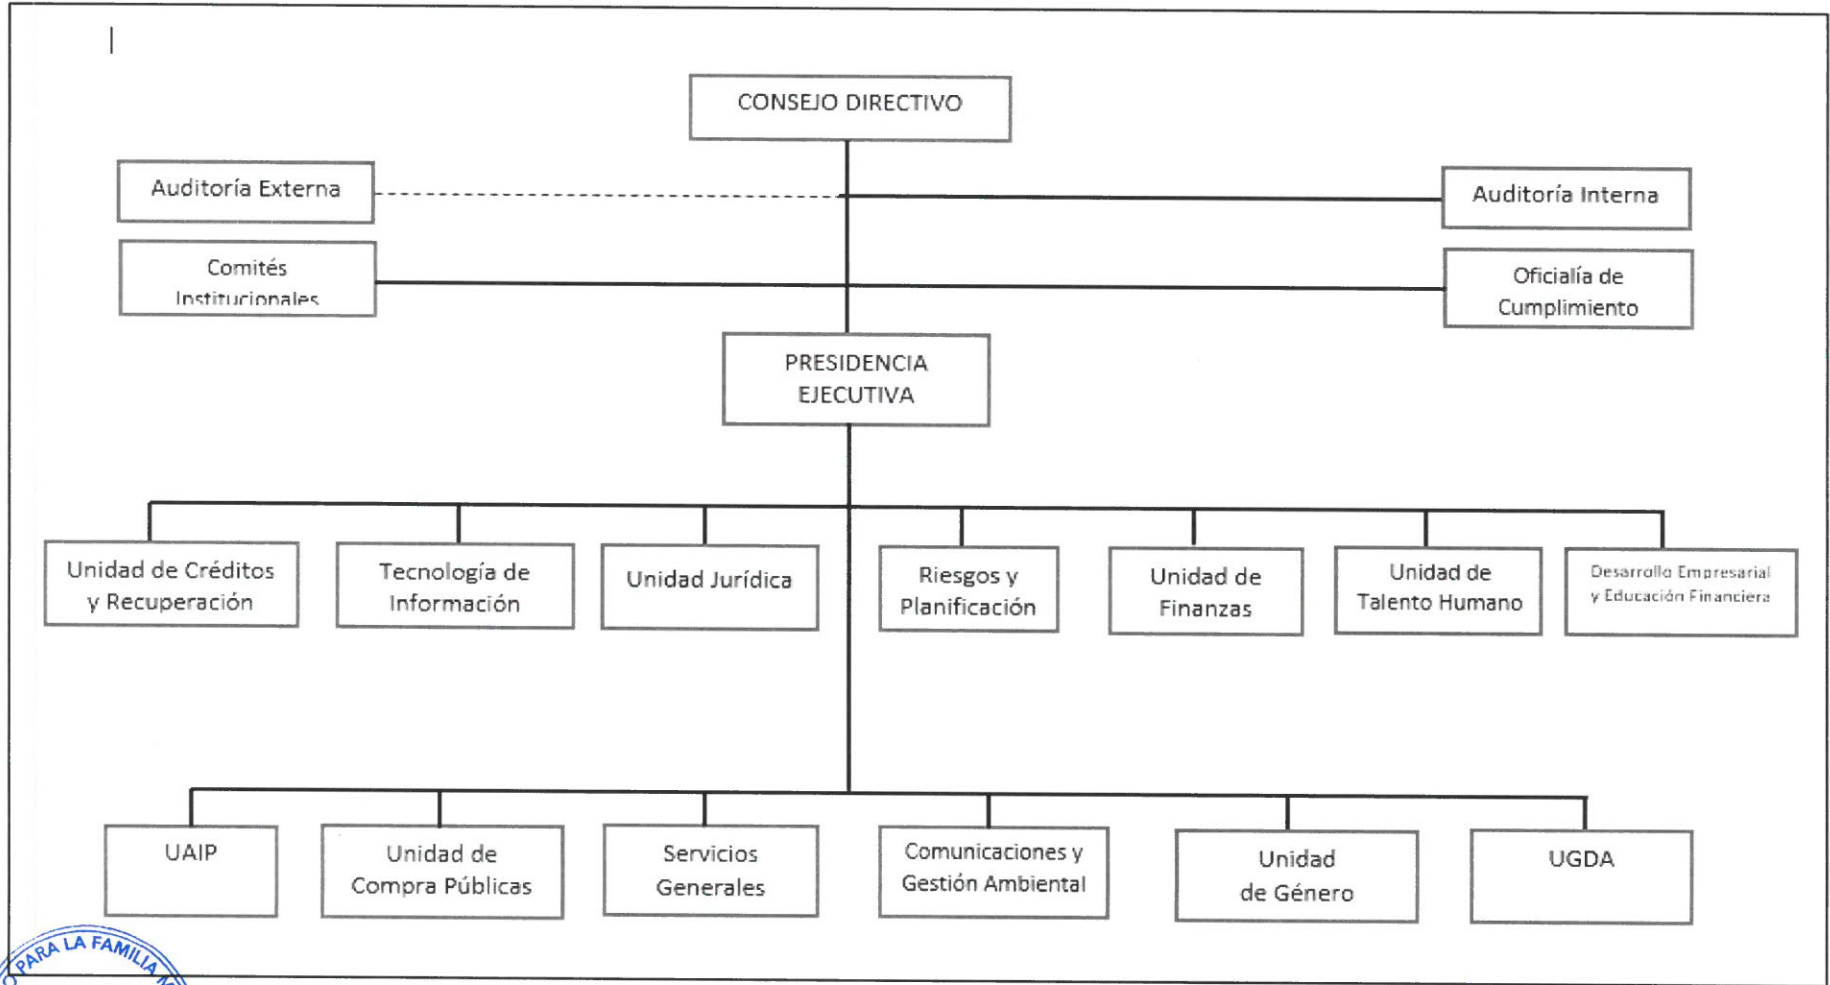 CONSEJO DIRECTIVO
Auditoría Externa
Auditoría Interna
Comités
Institucionales
Oficialía de
Cumplimiento
PRESIDENCIA
EJECUTIVA
Unidad de Créditos
y Recuperación
Tecnología de
Información
Unidad Jurídica
Riesgos y
Planificación
Unidad de
Finanzas
Unidad de
Talento Humano
Desarrollo Empresarial
y Educación Financiera
UAIP
Unidad de
Compra Públicas
Servicios
Generales
Comunicaciones y
Gestión Ambiental
Unidad
de Género
UGDA
PARA LA FAMILIA